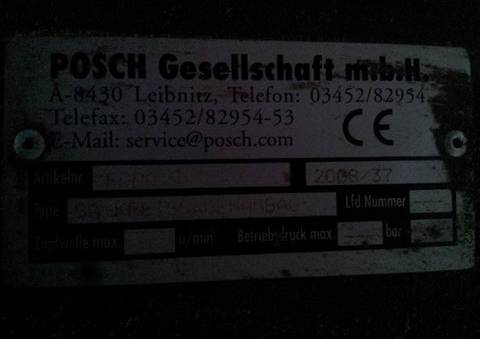 POSCH Gesellschaft m.b.H.
A-8430 Leibnitz, Telefon: 03452/82954
Telefax: 03452/82954-53
E-Mail: service@posch.com
CE
Artikelnr. 2008/37
Type Lfd.Nummer
Zapfwelle max. u/min Betriebsdruck max. bar